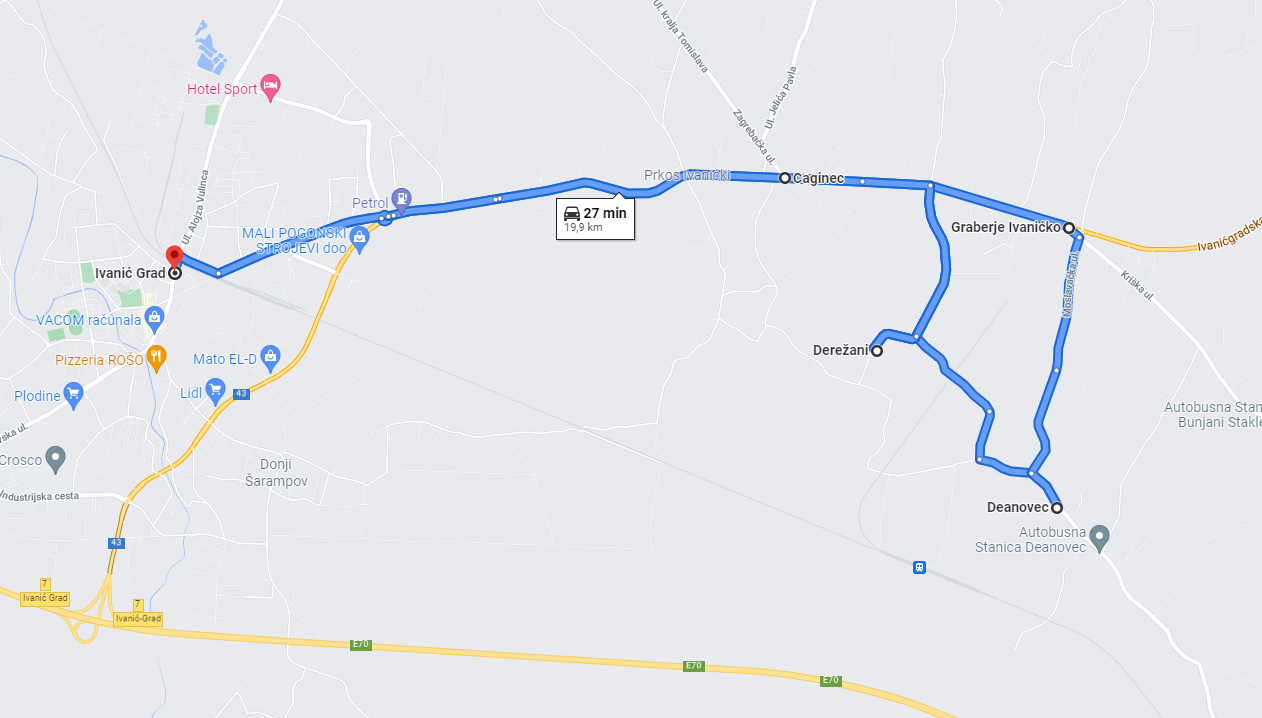 Ul. kralja Tomislava
Hotel Sport
Ul. Jelića Pavla
Zagrebačka ul.
Ul. Alojza Vulinca
Prkos Ivanićki
Caginec
Petrol
27 min
19,9 km
Graberje Ivaničko
Ivanićgradska
MALI POGONSKI
STROJEVI doo
Ivanić Grad
Moslavačka ul.
Kriška ul.
VACOM računala
Derežani
Pizzeria ROŠO
Mato EL-D
Plodine
Lidl
43
Autobusna Stan
Bunjani Stakle
vska ul.
Crosco
Donji
Šarampov
Industrijska cesta
Deanovec
Autobusna
Stanica Deanovec
43
7
Ivanić Grad
7
Ivanić-Grad
E70
E70
E70